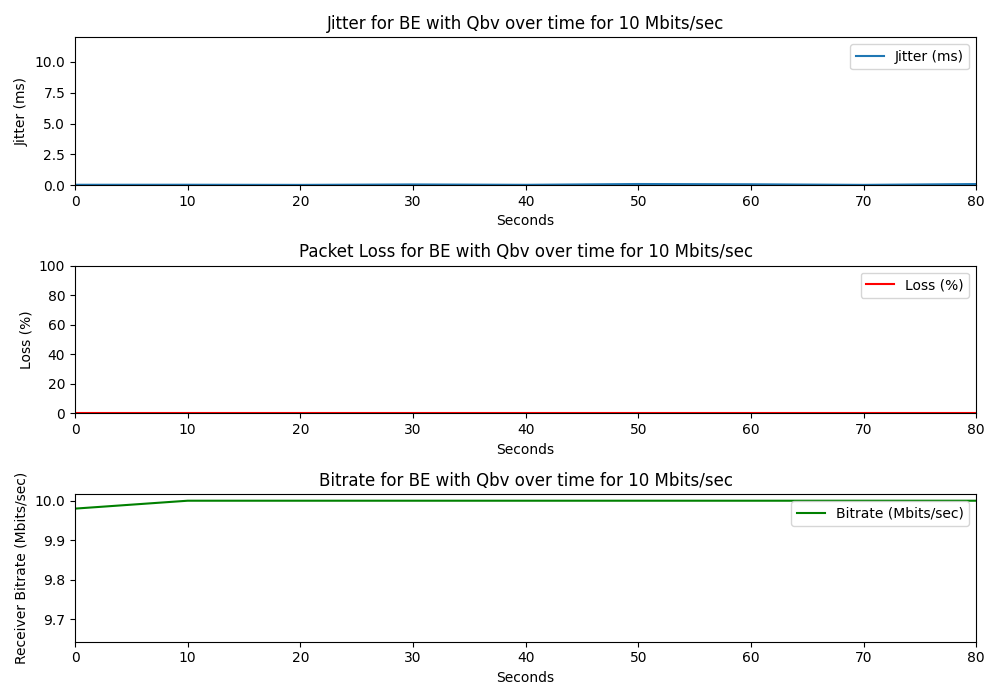 Jitter for BE with Qbv over time for 10 Mbits/sec
Jitter (ms)
10.0
7.5
5.0
2.5
0.0
Jitter (ms)
0 10 20 30 40 50 60 70 80
Seconds
Packet Loss for BE with Qbv over time for 10 Mbits/sec
Loss (%)
100
80
60
40
20
0
Loss (%)
0 10 20 30 40 50 60 70 80
Seconds
Bitrate for BE with Qbv over time for 10 Mbits/sec
Receiver Bitrate (Mbits/sec)
10.0
9.9
9.8
9.7
Bitrate (Mbits/sec)
0 10 20 30 40 50 60 70 80
Seconds